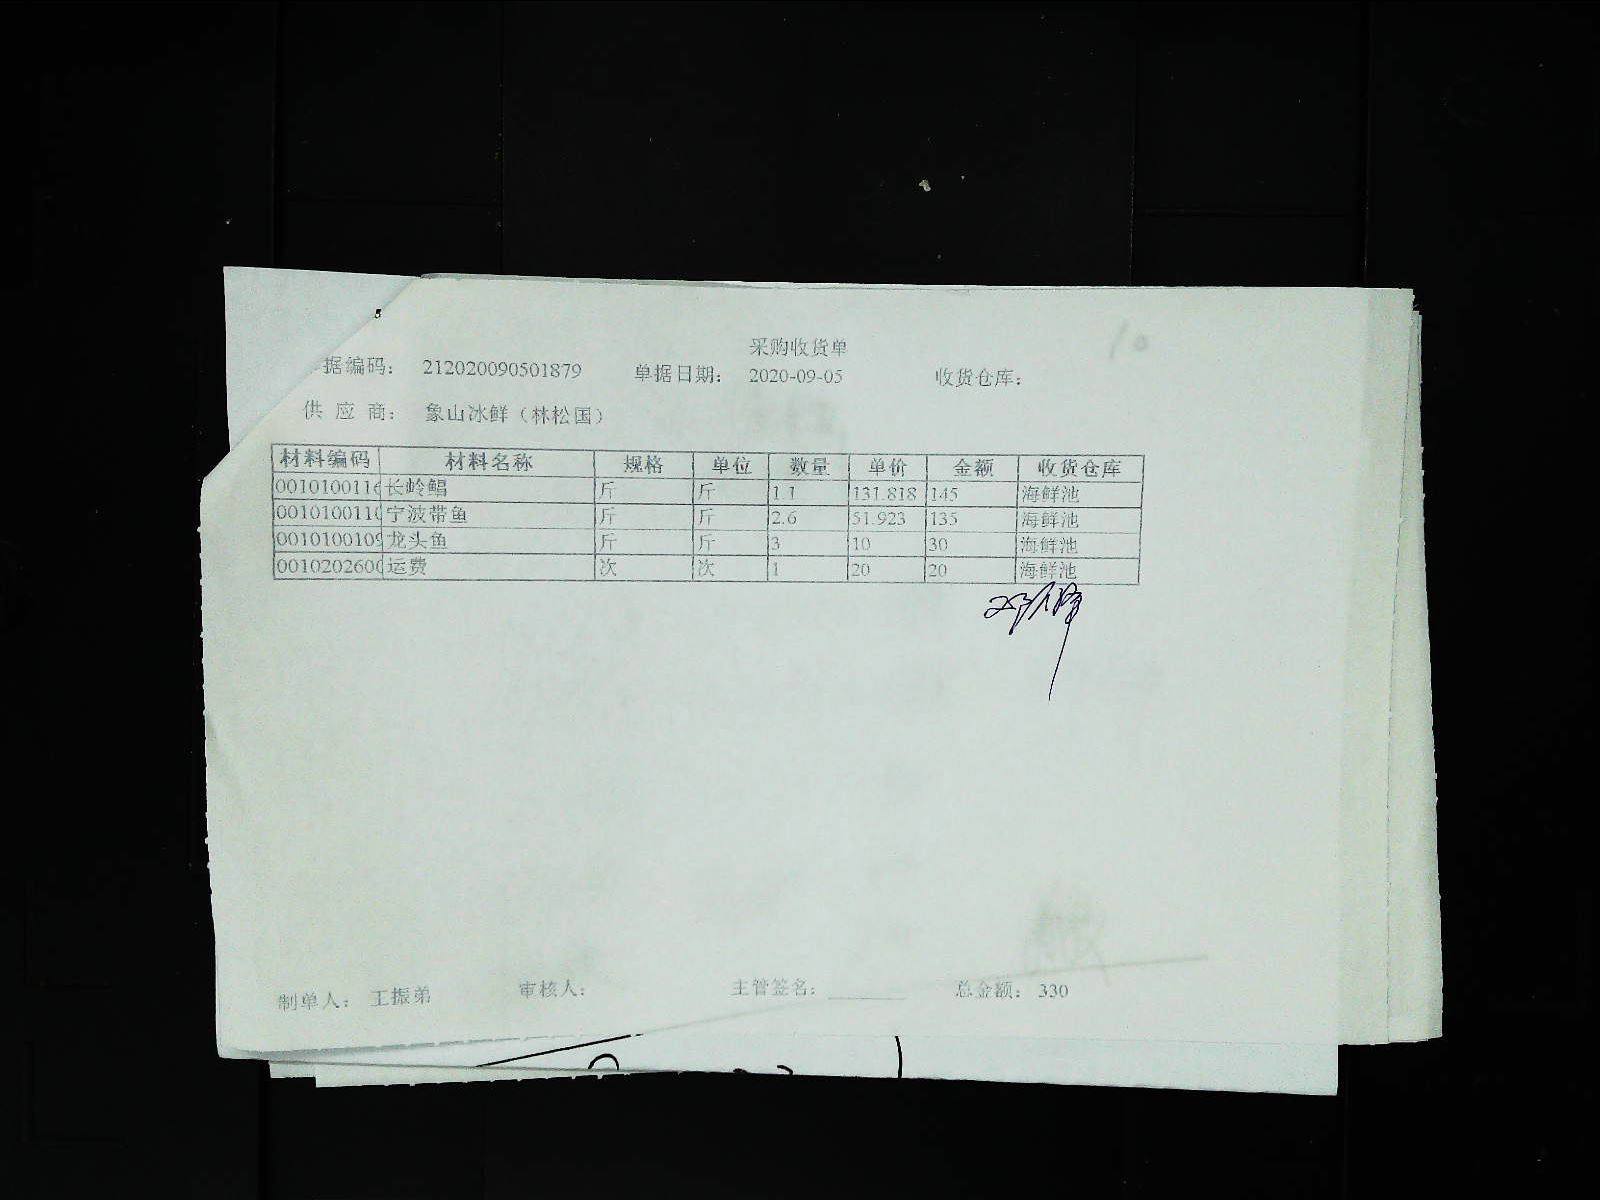 采购收货单
据编码： 212020090501879 单据日期： 2020-09-05 收货仓库：
供 应 商： 象山冰鲜（林松国）
材料编码 材料名称 规格 单位 数量 单价 金额 收货仓库
0010100116 长岭鲳 斤 斤 1.1 131.818 145 海鲜池
0010100110 宁波带鱼 斤 斤 2.6 51.923 135 海鲜池
0010100109 龙头鱼 斤 斤 3 10 30 海鲜池
0010202600 运费 次 次 1 20 20 海鲜池
制单人： 王振弟 审核人： 主管签名： 总金额： 330